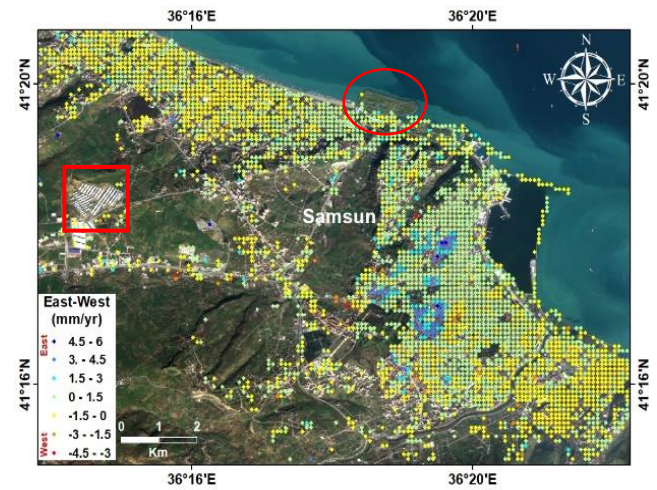 36°16'E 36°20'E
N
W E
S
41°20'N 41°20'N
Samsun
East-West
(mm/yr)
East
4.5 - 6
3. - 4.5
1.5 - 3
0 - 1.5
-1.5 - 0
-3 - -1.5
West
-4.5 - -3
0 1 2
Km
41°16'N 41°16'N
36°16'E 36°20'E